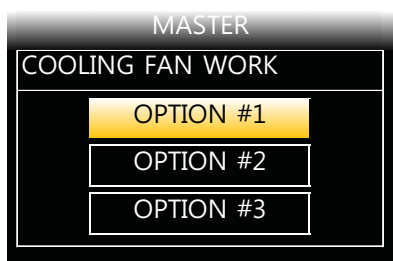 MASTER
COOLING FAN WORK
OPTION #1
OPTION #2
OPTION #3